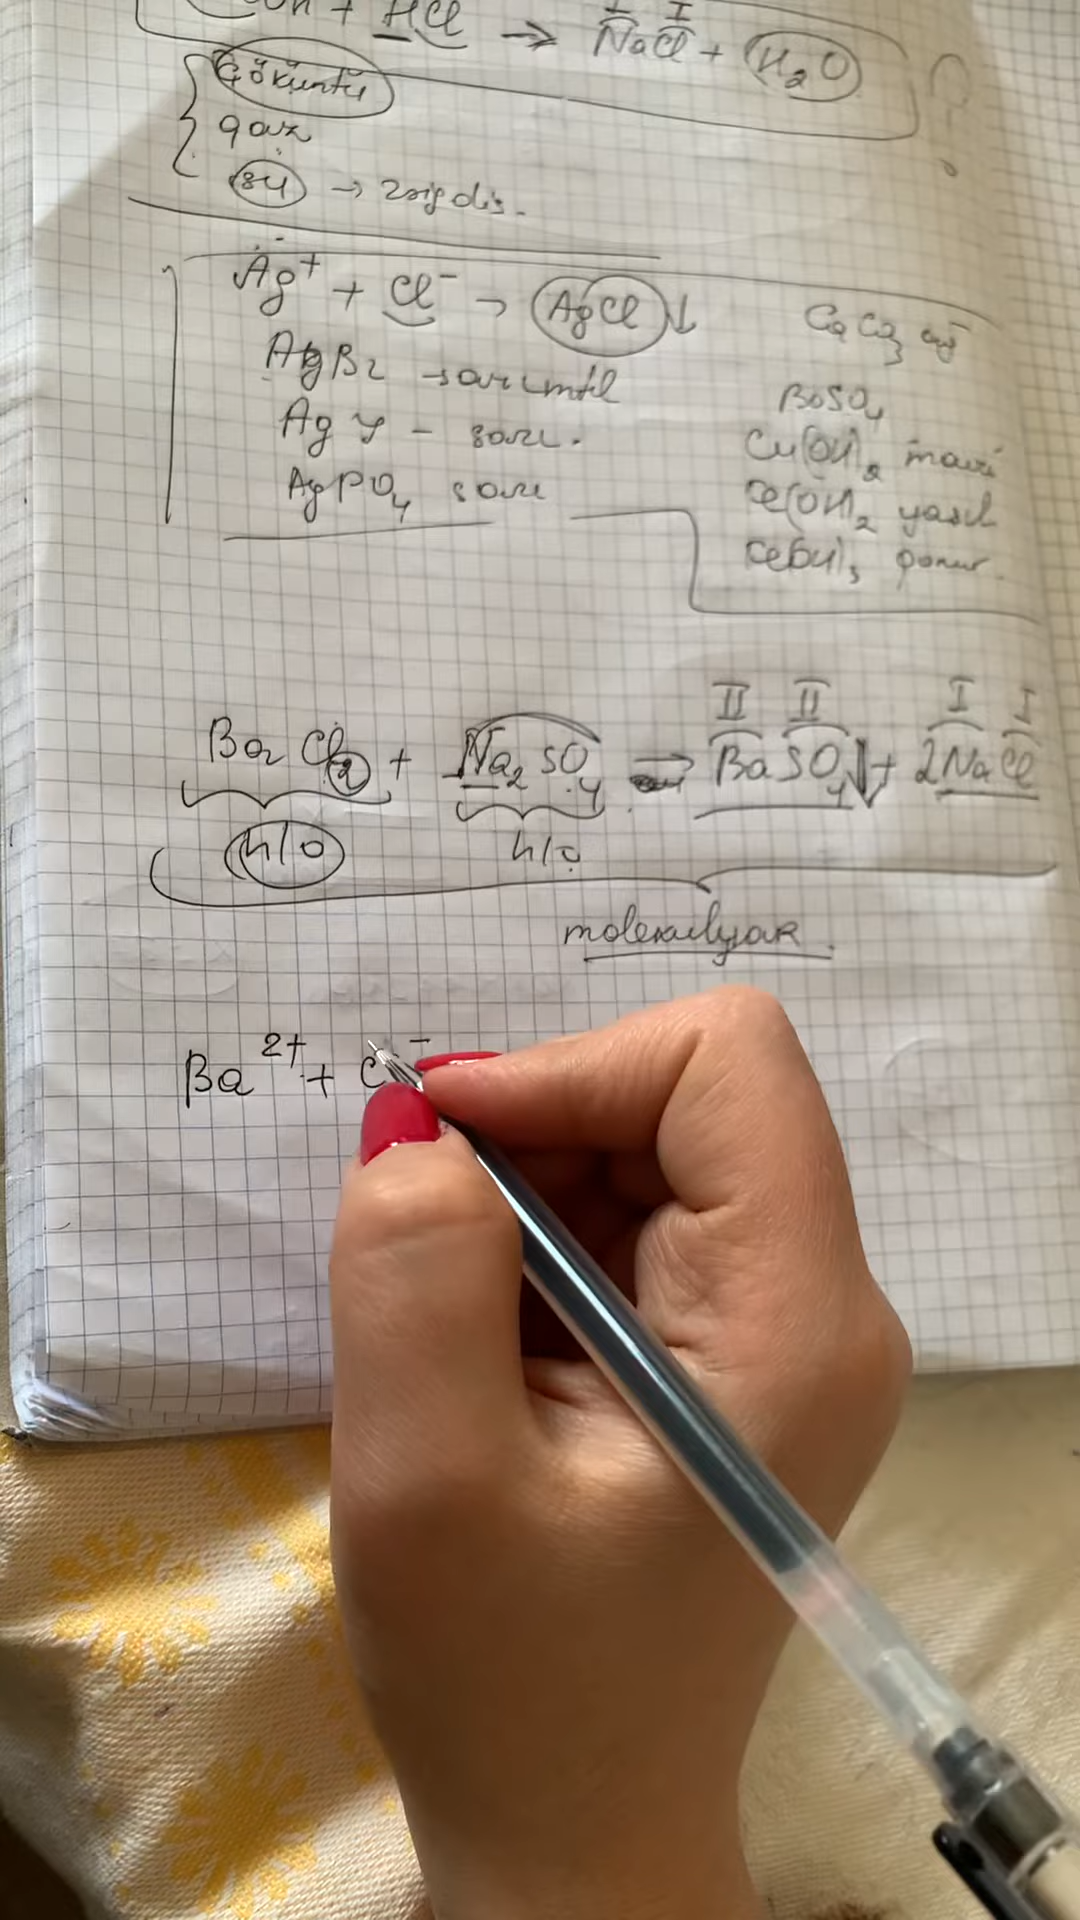 + HCl → NaCl + H₂O
I I
Çöküntü
qaz
su → zəif dis.
Ag⁺ + Cl⁻ → AgCl↓
AgBr – sarımtıl
Ag Y – sarı.
AgPO₄ sarı
CaCO₃ ağ
BaSO₄
Cu(OH)₂ mavi
Fe(OH)₂ yaşıl
Fe(OH)₃ qonur.
II II I I
BaCl₂ + Na₂SO₄ → BaSO₄↓ + 2NaCl
h/o h/o
molekulyar.
Ba²⁺ + C ⁻